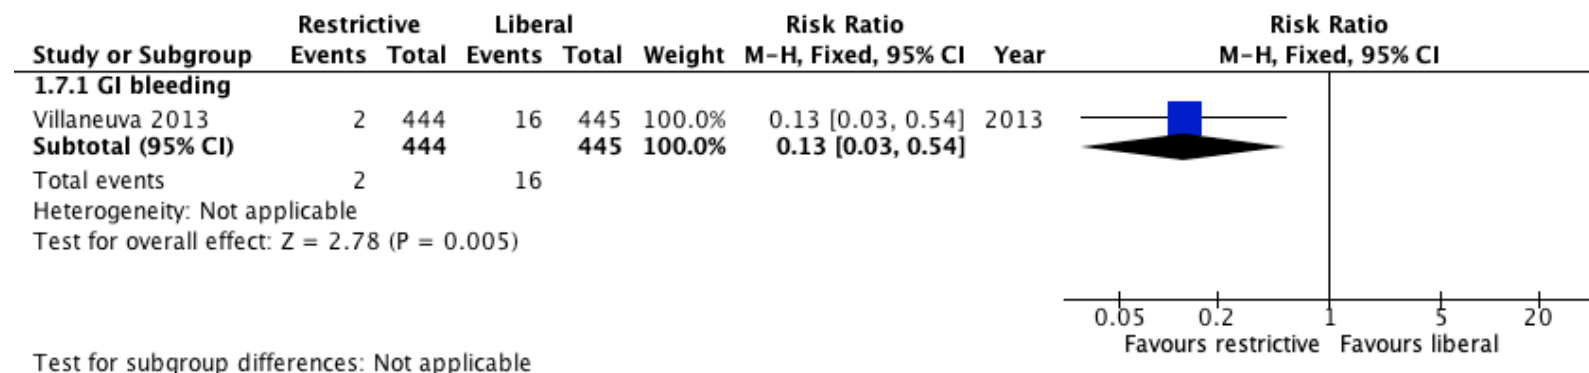 Restrictive Liberal Risk Ratio Risk Ratio
Study or Subgroup Events Total Events Total Weight M-H, Fixed, 95% CI Year M-H, Fixed, 95% CI
1.7.1 GI bleeding
Villaneuva 2013 2 444 16 445 100.0% 0.13 [0.03, 0.54] 2013
Subtotal (95% CI) 444 445 100.0% 0.13 [0.03, 0.54]
Total events 2 16
Heterogeneity: Not applicable
Test for overall effect: Z = 2.78 (P = 0.005)
0.05 0.2 1 5 20
Favours restrictive Favours liberal
Test for subgroup differences: Not applicable